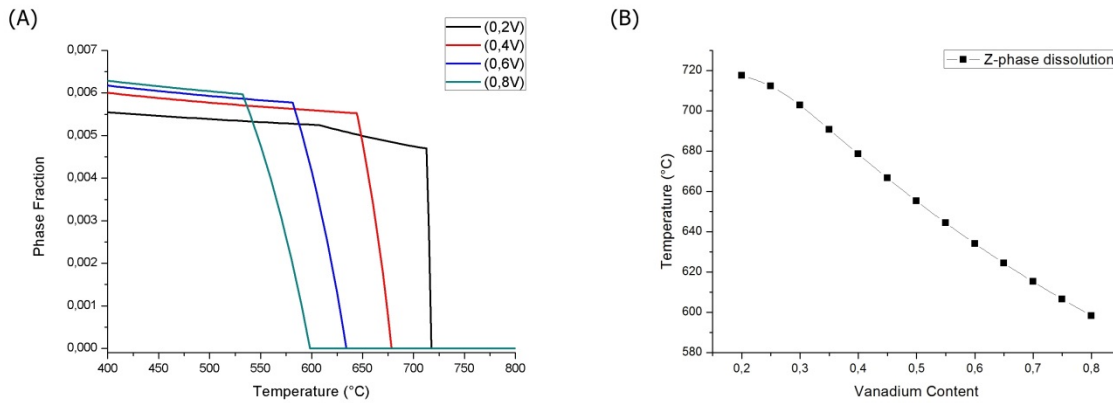 (A)
(0,2V)
(0,4V)
(0,6V)
(0,8V)
0,007
0,006
0,005
0,004
0,003
0,002
0,001
0,000
Phase Fraction
400 450 500 550 600 650 700 750 800
Temperature (°C)
(B)
Z-phase dissolution
720
700
680
660
640
620
600
580
Temperature (°C)
0,2 0,3 0,4 0,5 0,6 0,7 0,8
Vanadium Content